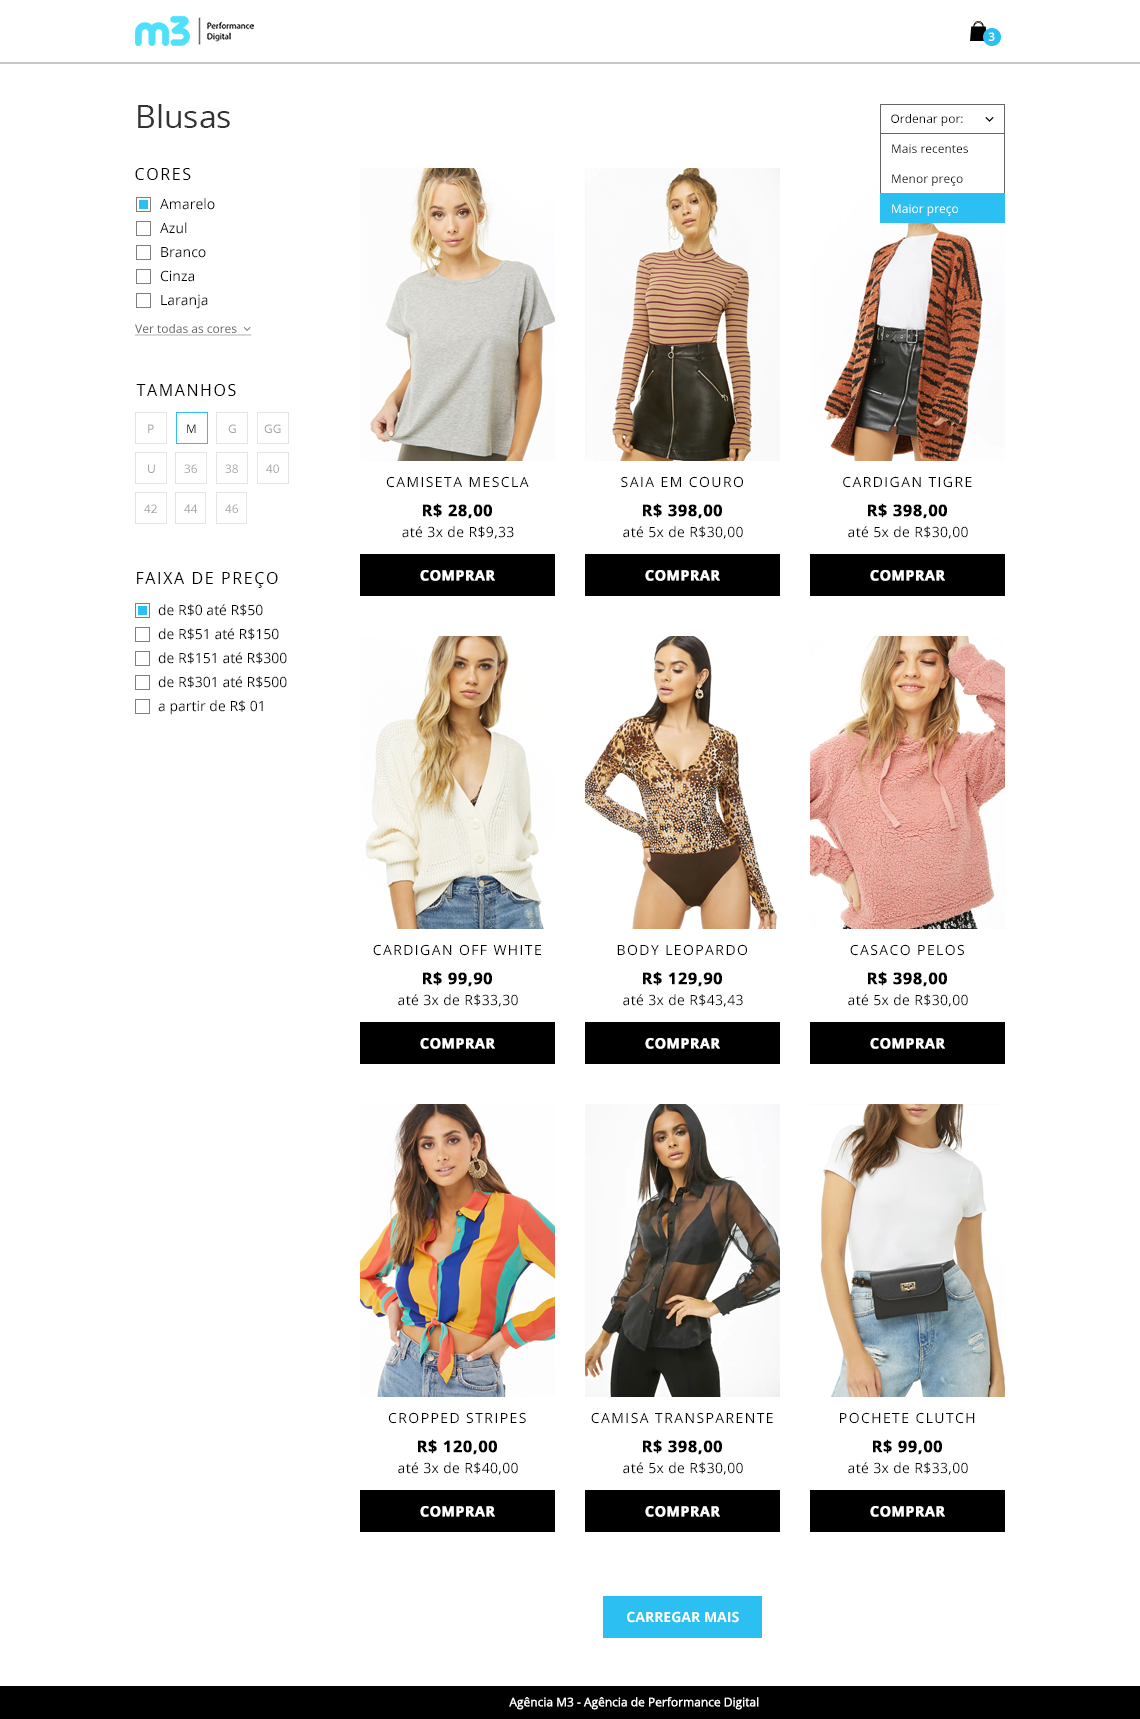 m3 Performance
Digital
3
Blusas
Ordenar por:
Mais recentes
Menor preço
Maior preço
CORES
Amarelo
Azul
Branco
Cinza
Laranja
Ver todas as cores
TAMANHOS
P M G GG
U 36 38 40
42 44 46
FAIXA DE PREÇO
de R$0 até R$50
de R$51 até R$150
de R$151 até R$300
de R$301 até R$500
a partir de R$ 01
CAMISETA MESCLA
R$ 28,00
até 3x de R$9,33
COMPRAR
SAIA EM COURO
R$ 398,00
até 5x de R$30,00
COMPRAR
CARDIGAN TIGRE
R$ 398,00
até 5x de R$30,00
COMPRAR
CARDIGAN OFF WHITE
R$ 99,90
até 3x de R$33,30
COMPRAR
BODY LEOPARDO
R$ 129,90
até 3x de R$43,43
COMPRAR
CASACO PELOS
R$ 398,00
até 5x de R$30,00
COMPRAR
CROPPED STRIPES
R$ 120,00
até 3x de R$40,00
COMPRAR
CAMISA TRANSPARENTE
R$ 398,00
até 5x de R$30,00
COMPRAR
POCHETE CLUTCH
R$ 99,00
até 3x de R$33,00
COMPRAR
CARREGAR MAIS
Agência M3 - Agência de Performance Digital